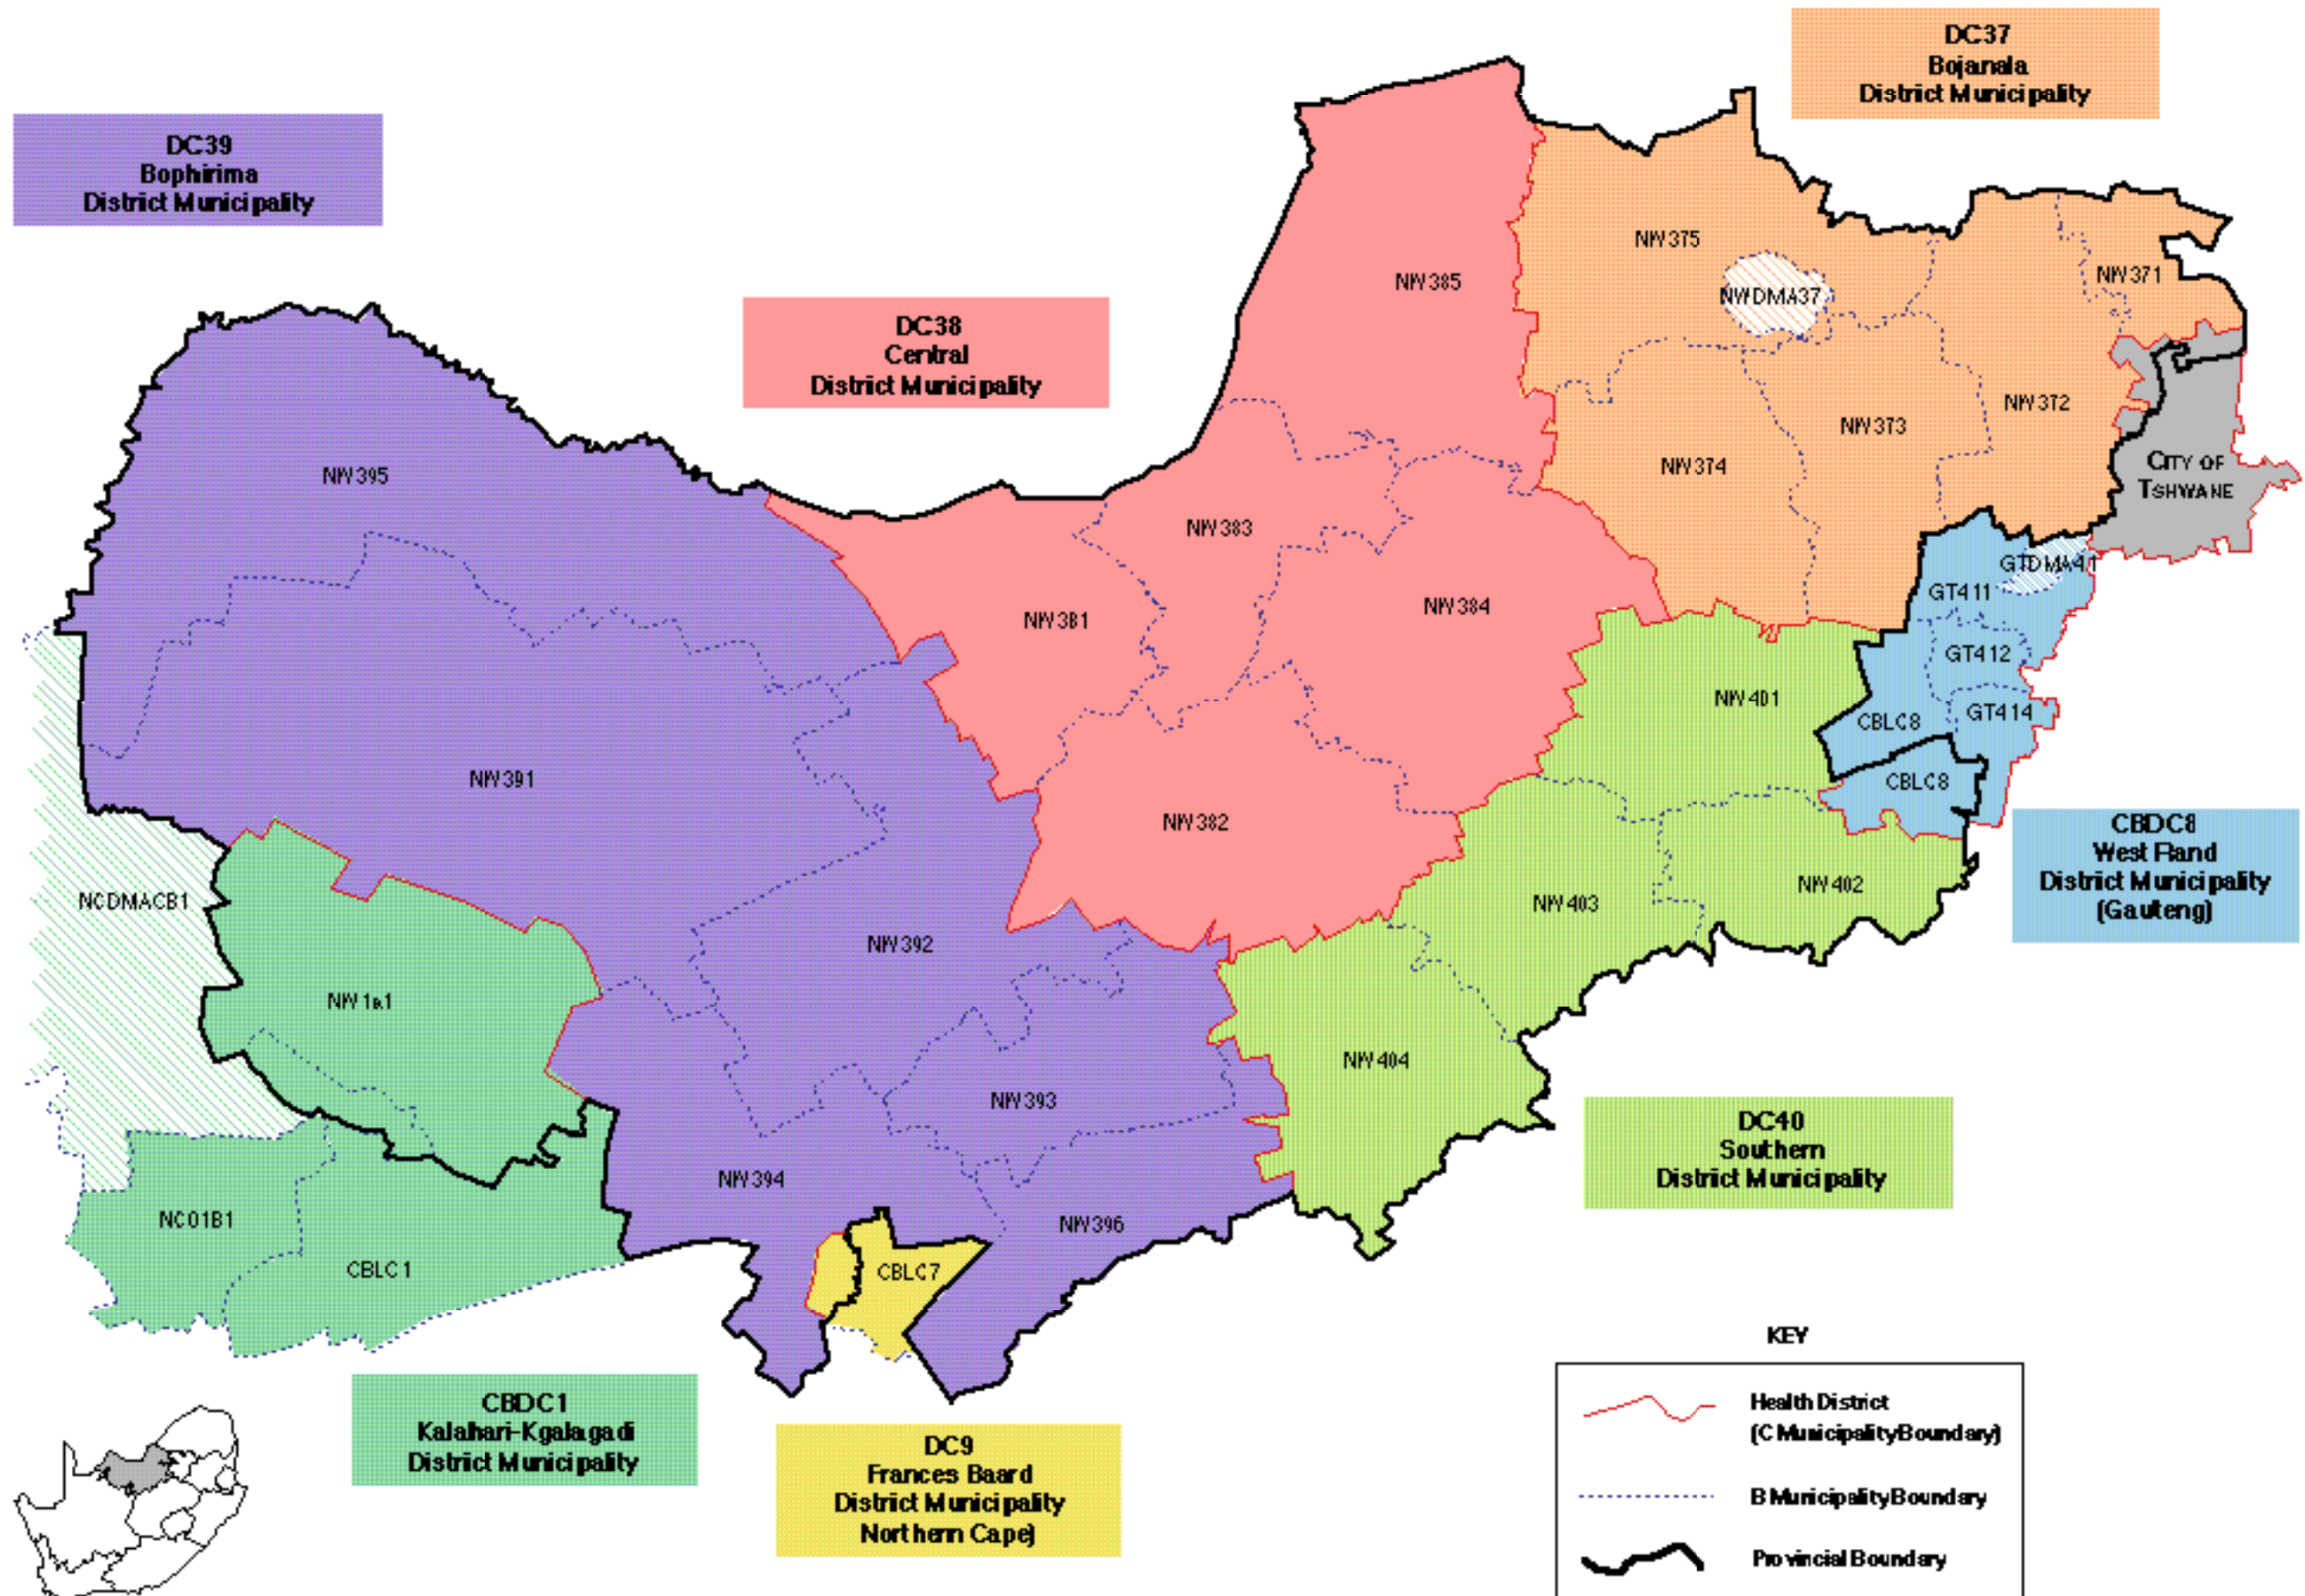 DC37
Bojanala
District Municipality
DC39
Bophirima
District Municipality
DC38
Central
District Municipality
NW375
NW385
NW371
NWDMA37
NW372
NW373
NW374
NW395
CITY OF
TSHWANE
NW383
GTDMA41
GT411
NW384
NW381
GT412
NW401
GT414
CBLC8
NW391
CBLC8
NW382
CBDC8
West Rand
District Municipality
(Gauteng)
NW402
NCDMACB1
NW403
NW392
NW1a1
NW404
NW393
DC40
Southern
District Municipality
NW394
NC01B1
NW396
CBLC1
CBLC7
KEY
Health District
(C Municipality Boundary)
B Municipality Boundary
Provincial Boundary
CBDC1
Kalahari-Kgalagadi
District Municipality
DC9
Frances Baard
District Municipality
Northern Cape)